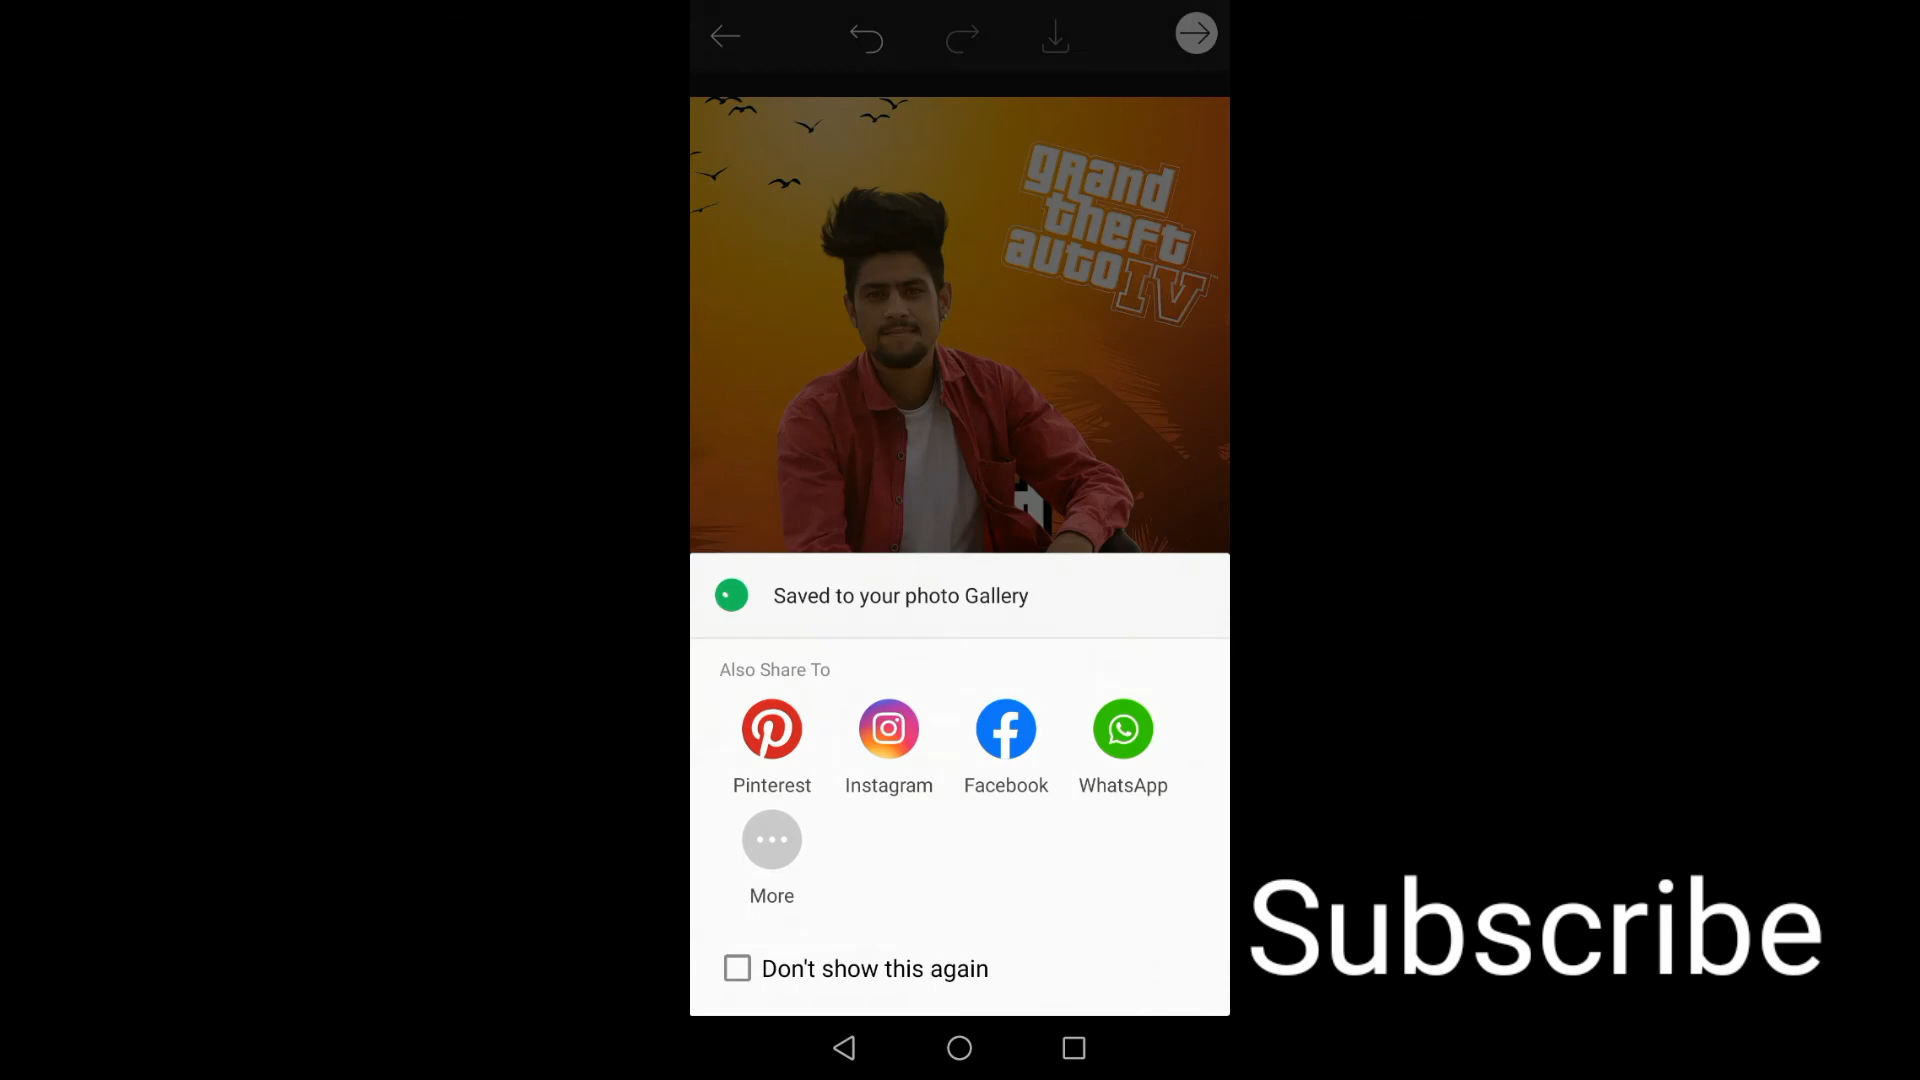 grand
theft
auto IV
™
Saved to your photo Gallery
Also Share To
Pinterest
Instagram
Facebook
WhatsApp
More
Don't show this again
Subscribe